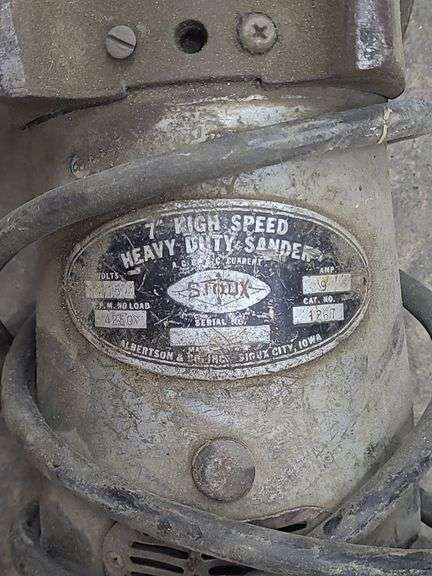 7" HIGH SPEED
HEAVY DUTY SANDER
A.C. CURRENT
VOLTS
AMP.
9
SIOUX
R.P.M. NO LOAD
CAT. NO.
1267
SERIAL NO.
ALBERTSON & CO. INC. SIOUX CITY, IOWA